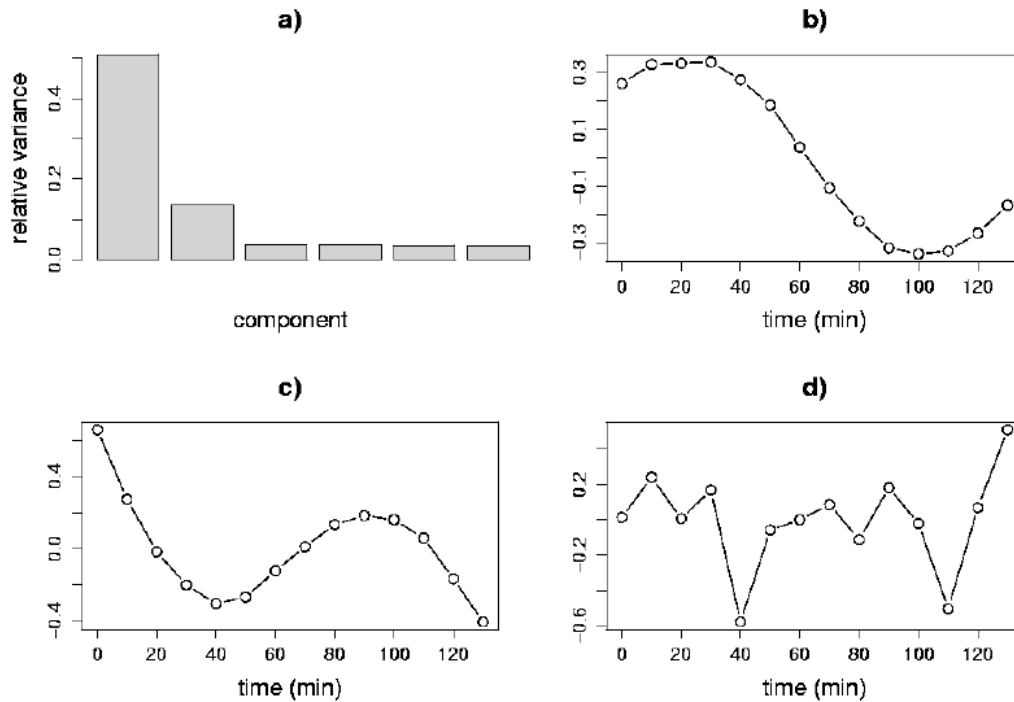 a)
relative variance
0.0 0.2 0.4
component
b)
0.3
0.1
−0.1
−0.3
0 20 40 60 80 100 120
time (min)
c)
0.4
0.0
−0.4
0 20 40 60 80 100 120
time (min)
d)
0.2
−0.2
−0.6
0 20 40 60 80 100 120
time (min)